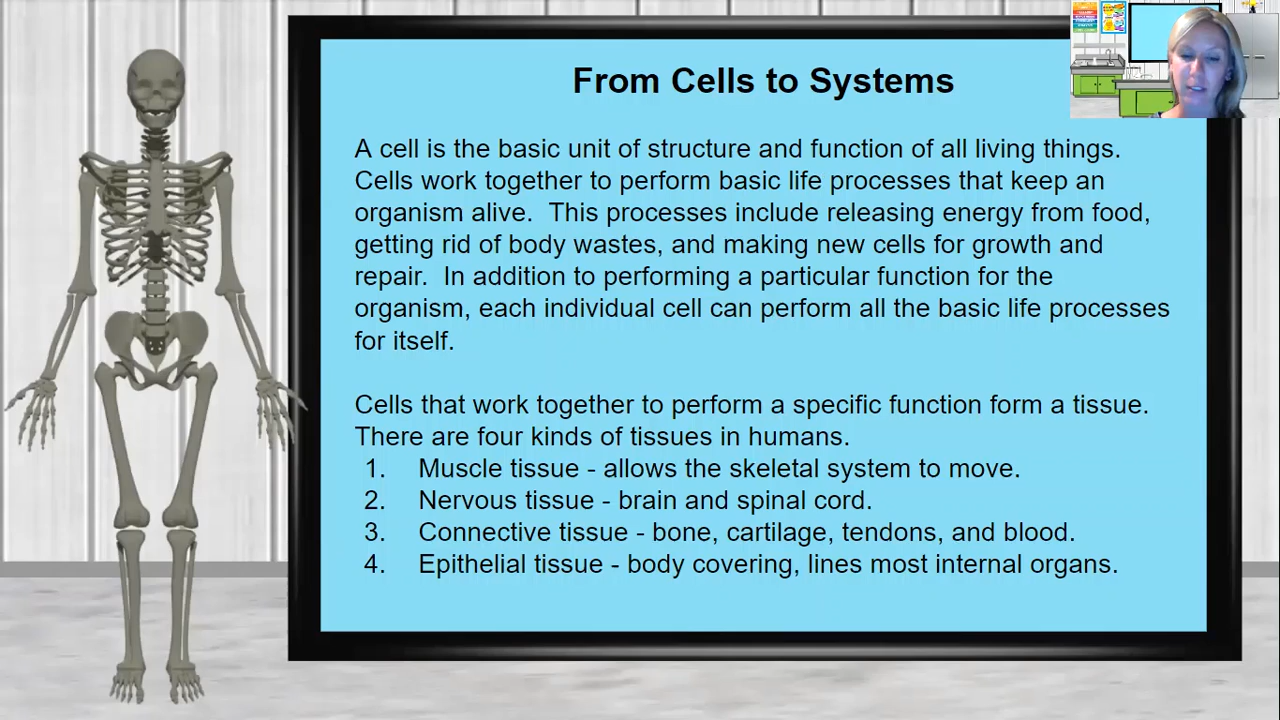 From Cells to Systems
A cell is the basic unit of structure and function of all living things.
Cells work together to perform basic life processes that keep an
organism alive.  This processes include releasing energy from food,
getting rid of body wastes, and making new cells for growth and
repair.  In addition to performing a particular function for the
organism, each individual cell can perform all the basic life processes
for itself.
Cells that work together to perform a specific function form a tissue.
There are four kinds of tissues in humans.
1. Muscle tissue - allows the skeletal system to move.
2. Nervous tissue - brain and spinal cord.
3. Connective tissue - bone, cartilage, tendons, and blood.
4. Epithelial tissue - body covering, lines most internal organs.